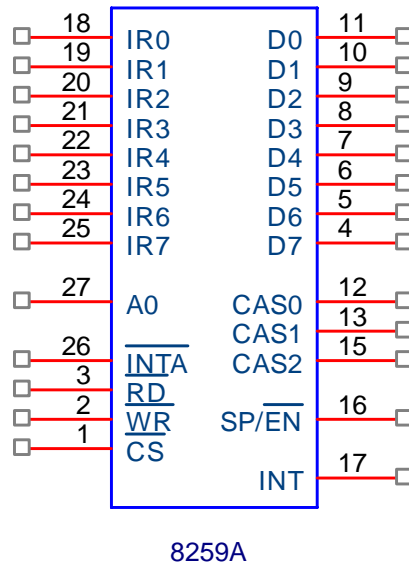 18 IR0 D0 11
19 IR1 D1 10
20 IR2 D2 9
21 IR3 D3 8
22 IR4 D4 7
23 IR5 D5 6
24 IR6 D6 5
25 IR7 D7 4
27 A0 CAS0 12
CAS1 13
26 INTA CAS2 15
3 RD
2 WR SP/EN 16
1 CS
INT 17
8259A